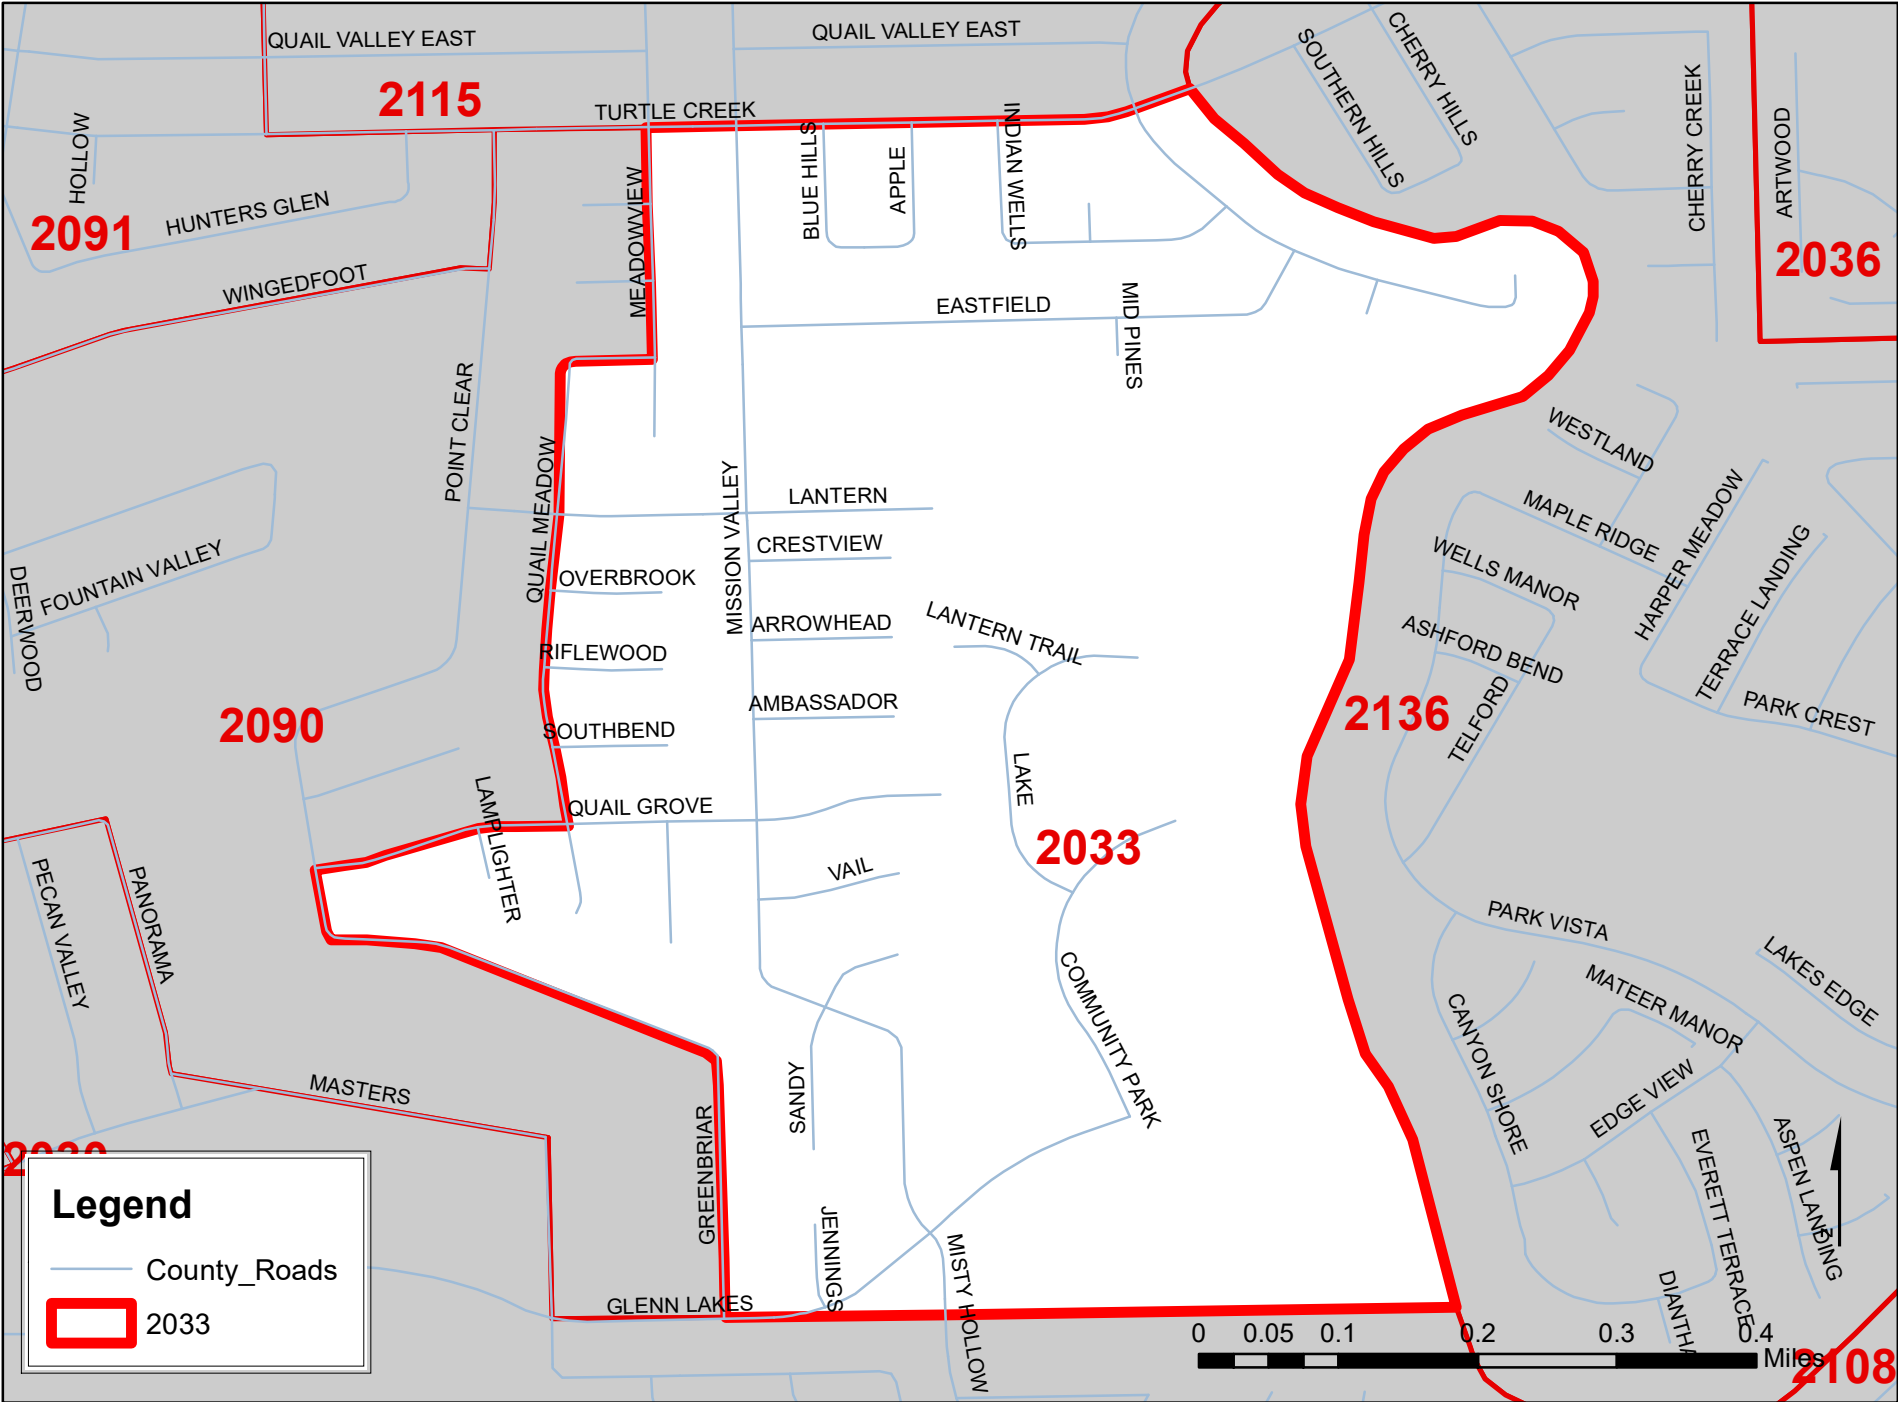 QUAIL VALLEY EAST
QUAIL VALLEY EAST
SOUTHERN HILLS
CHERRY HILLS
CHERRY CREEK
ARTWOOD
2115
TURTLE CREEK
HOLLOW
HUNTERS GLEN
2091
WINGEDFOOT
MEADOWVIEW
BLUE HILLS
APPLE
INDIAN WELLS
2036
EASTFIELD
MID PINES
POINT CLEAR
QUAIL MEADOW
MISSION VALLEY
LANTERN
CRESTVIEW
OVERBROOK
ARROWHEAD
RIFLEWOOD
AMBASSADOR
SOUTHBEND
LANTERN TRAIL
WESTLAND
MAPLE RIDGE
HARPER MEADOW
WELLS MANOR
TERRACE LANDING
ASHFORD BEND
TELFORD
PARK CREST
FOUNTAIN VALLEY
DEERWOOD
2090
2136
LAKE
2033
LAMPLIGHTER
QUAIL GROVE
VAIL
PECAN VALLEY
PANORAMA
PARK VISTA
LAKES EDGE
MATEER MANOR
COMMUNITY PARK
CANYON SHORE
EDGE VIEW
MASTERS
SANDY
GREENBRIAR
EVERETT TERRACE
ASPEN LANDING
JENNINGS
MISTY HOLLOW
GLENN LAKES
DIANTHA
Legend
County_Roads
2033
0 0.05 0.1 0.2 0.3 0.4
Miles
2108